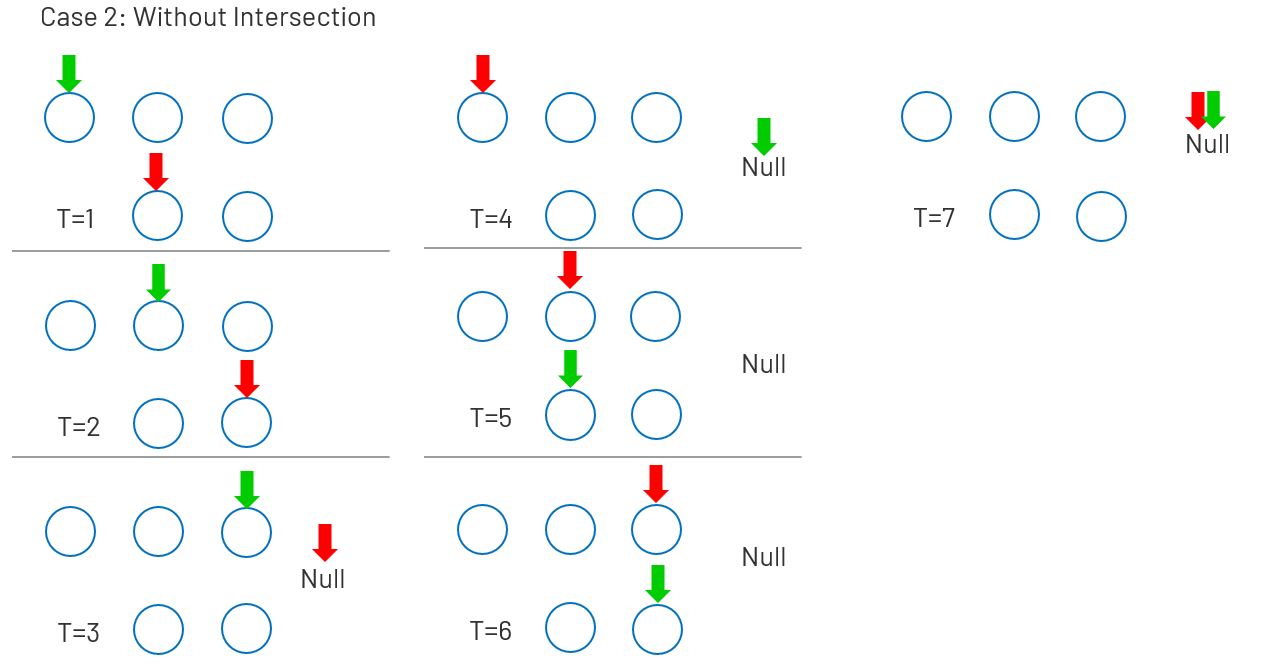 Case 2: Without Intersection
T=1
T=2
Null
T=3
Null
T=4
Null
T=5
Null
T=6
Null
T=7